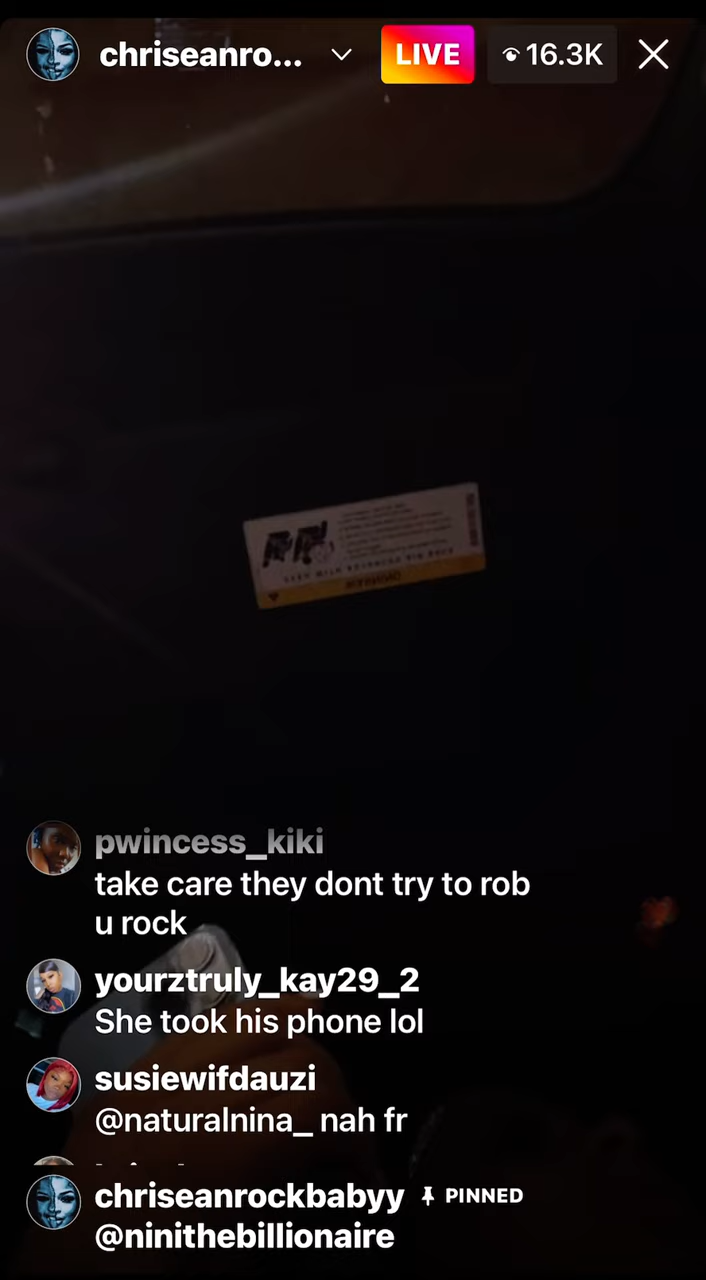 chriseanro...
LIVE
16.3K
pwincess_kiki
take care they dont try to rob
u rock
yourztruly_kay29_2
She took his phone lol
susiewifdauzi
@naturalnina_ nah fr
chriseanrockbabyy PINNED
@ninithebillionaire